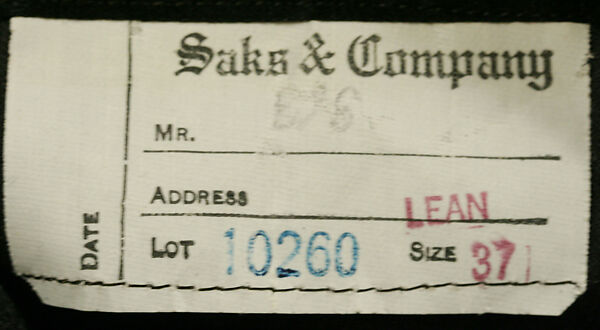 Saks & Company
MR.
ADDRESS
LEAN
DATE
LOT 10260 SIZE 37